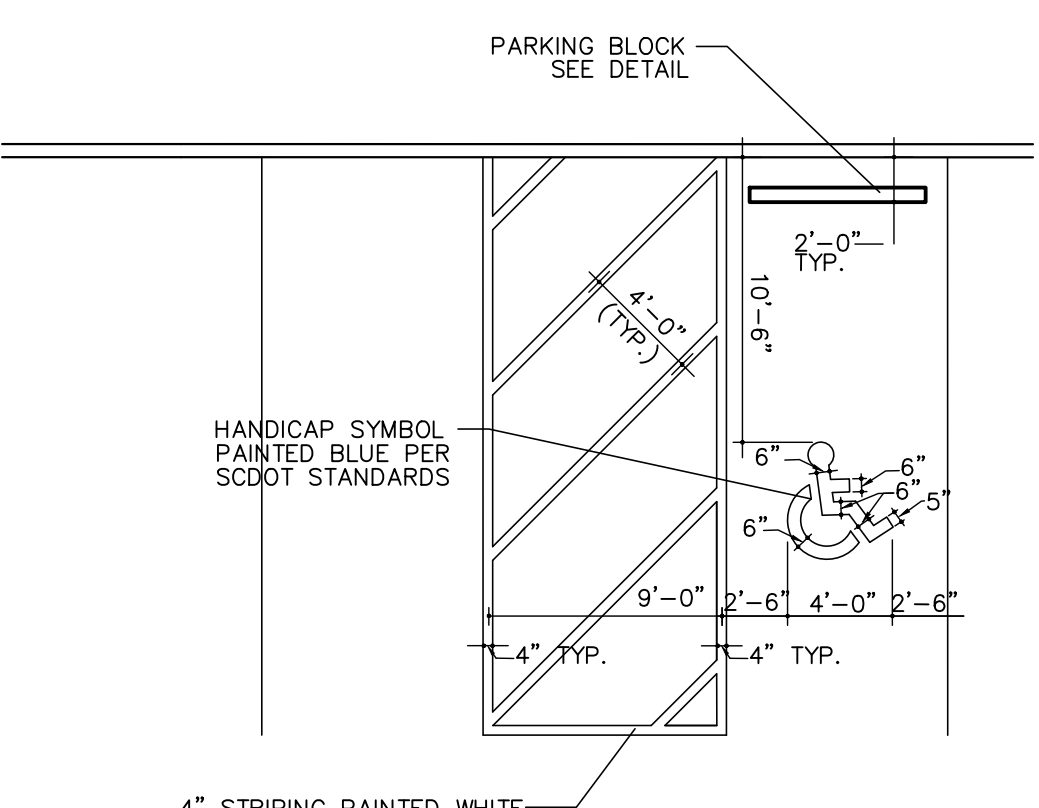 PARKING BLOCK
SEE DETAIL
2'-0"
TYP.
10'-6"
4'-0"
(TYP.)
HANDICAP SYMBOL
PAINTED BLUE PER
SCDOT STANDARDS
6"
6"
6"
5"
6"
9'-0"
2'-6"
4'-0"
2'-6"
4" TYP.
4" TYP.
4" STRIPING PAINTED WHITE